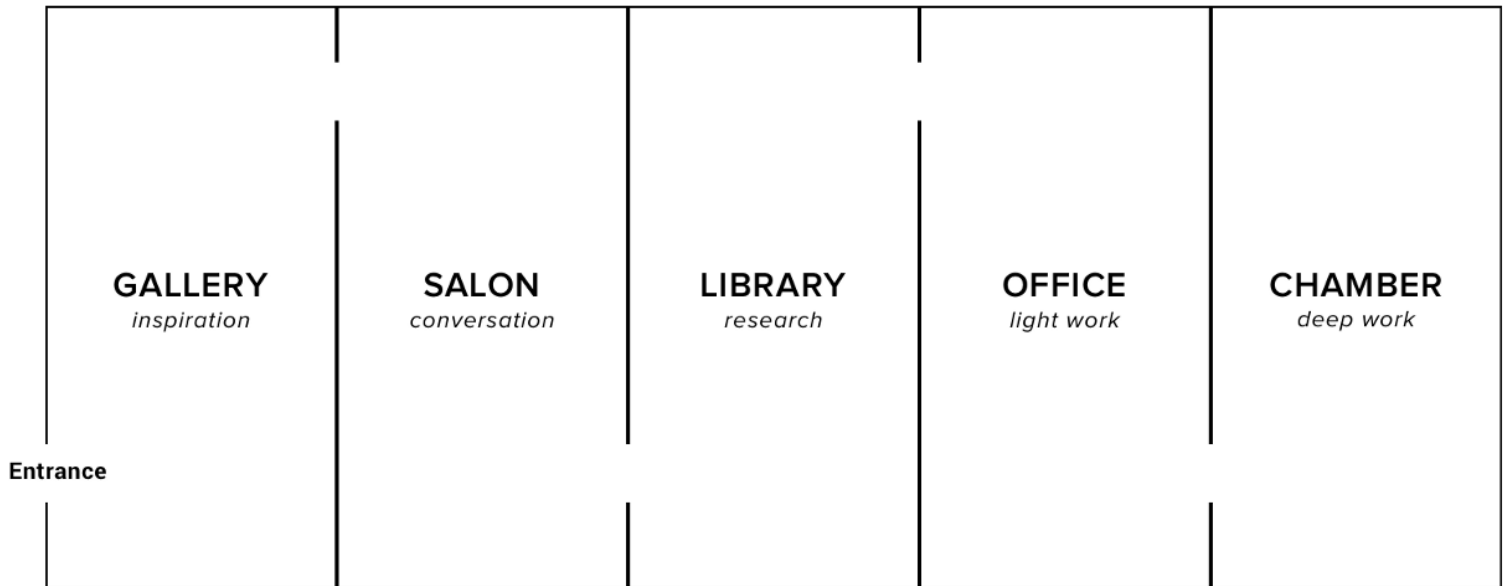 GALLERY
inspiration
SALON
conversation
LIBRARY
research
OFFICE
light work
CHAMBER
deep work
Entrance